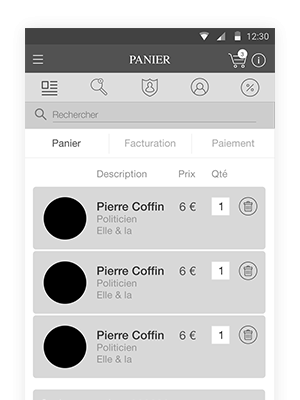 12:30
PANIER 3 i
%
Rechercher
Panier Facturation Paiement
Description Prix Qté
Pierre Coffin 6 € 1
Politicien
Elle & la
Pierre Coffin 6 € 1
Politicien
Elle & la
Pierre Coffin 6 € 1
Politicien
Elle & la